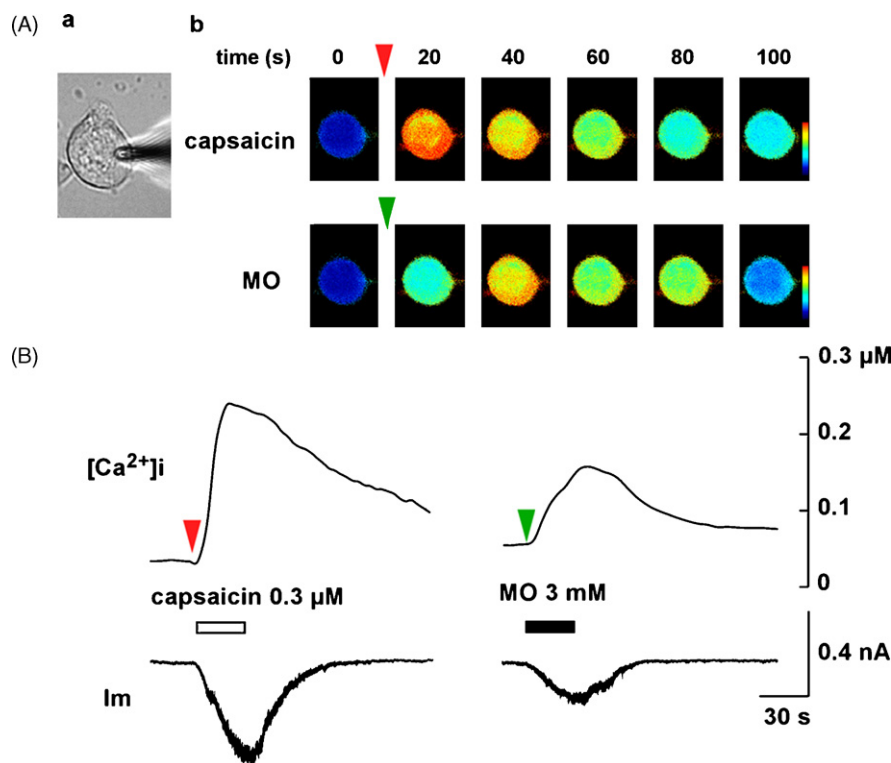 (A) a b
time (s) 0 20 40 60 80 100
capsaicin
MO
(B)
0.3 µM
0.2
[Ca²⁺]i
0.1
0
capsaicin 0.3 µM MO 3 mM
0.4 nA
Im
30 s